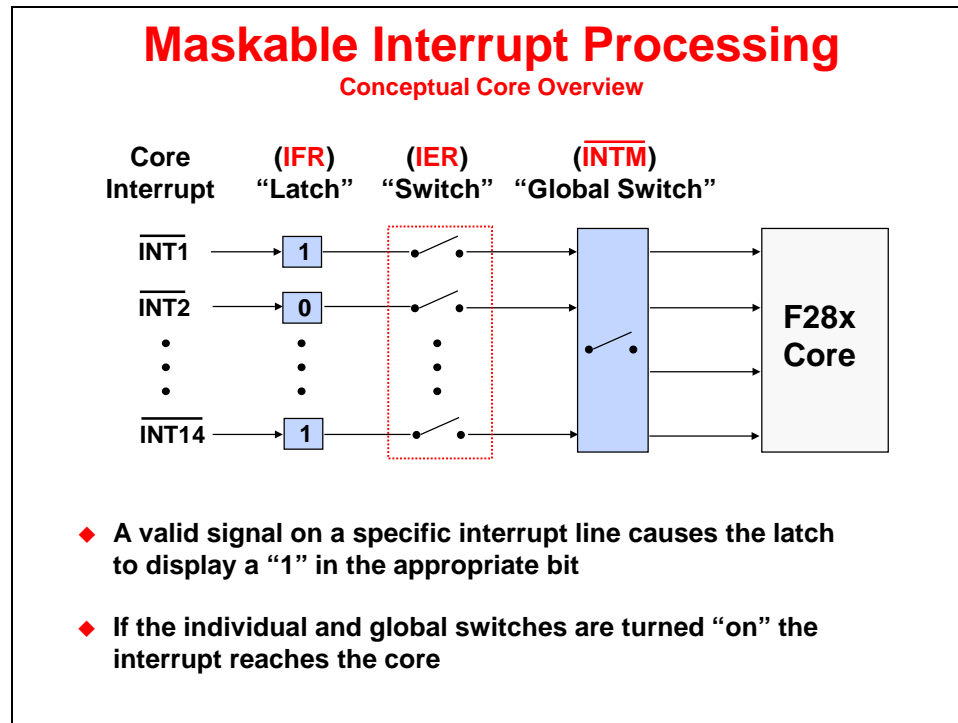 Maskable Interrupt Processing
Conceptual Core Overview
Core Interrupt
(IFR) “Latch”
(IER) “Switch”
(INTM) “Global Switch”
INT1
1
INT2
0
INT14
1
F28x Core
◆ A valid signal on a specific interrupt line causes the latch
to display a “1” in the appropriate bit
◆ If the individual and global switches are turned “on” the
interrupt reaches the core